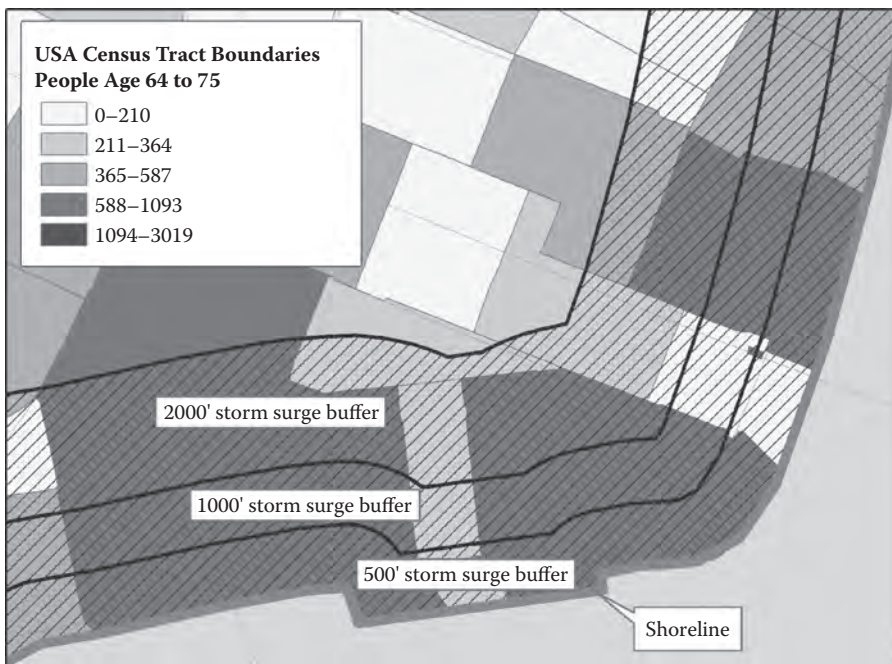 USA Census Tract Boundaries
People Age 64 to 75
0–210
211–364
365–587
588–1093
1094–3019
2000' storm surge buffer
1000' storm surge buffer
500' storm surge buffer
Shoreline